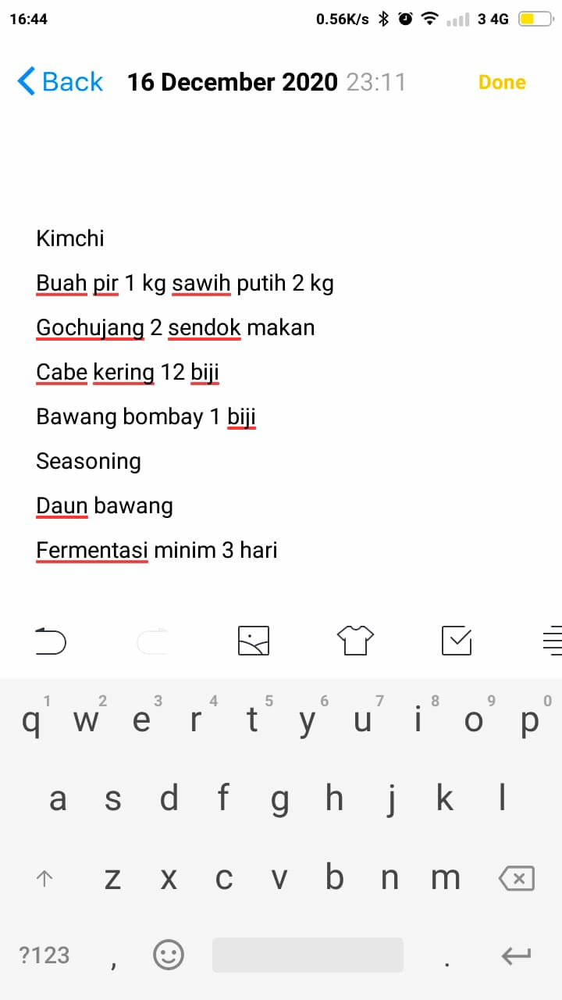 16:44 0.56K/s 3 4G
Back 16 December 2020 23:11 Done
Kimchi
Buah pir 1 kg sawih putih 2 kg
Gochujang 2 sendok makan
Cabe kering 12 biji
Bawang bombay 1 biji
Seasoning
Daun bawang
Fermentasi minim 3 hari
1 2 3 4 5 6 7 8 9 0
q w e r t y u i o p
a s d f g h j k l
z x c v b n m
?123 , .